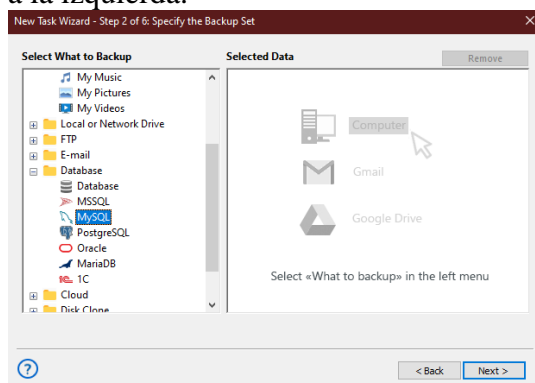 a la izquierda.
New Task Wizard - Step 2 of 6: Specify the Backup Set
Select What to Backup
My Music
My Pictures
My Videos
Local or Network Drive
FTP
E-mail
Database
Database
MSSQL
MySQL
PostgreSQL
Oracle
MariaDB
1C
Cloud
Disk Clone
Selected Data
Remove
Computer
Gmail
Google Drive
Select «What to backup» in the left menu
?
< Back
Next >